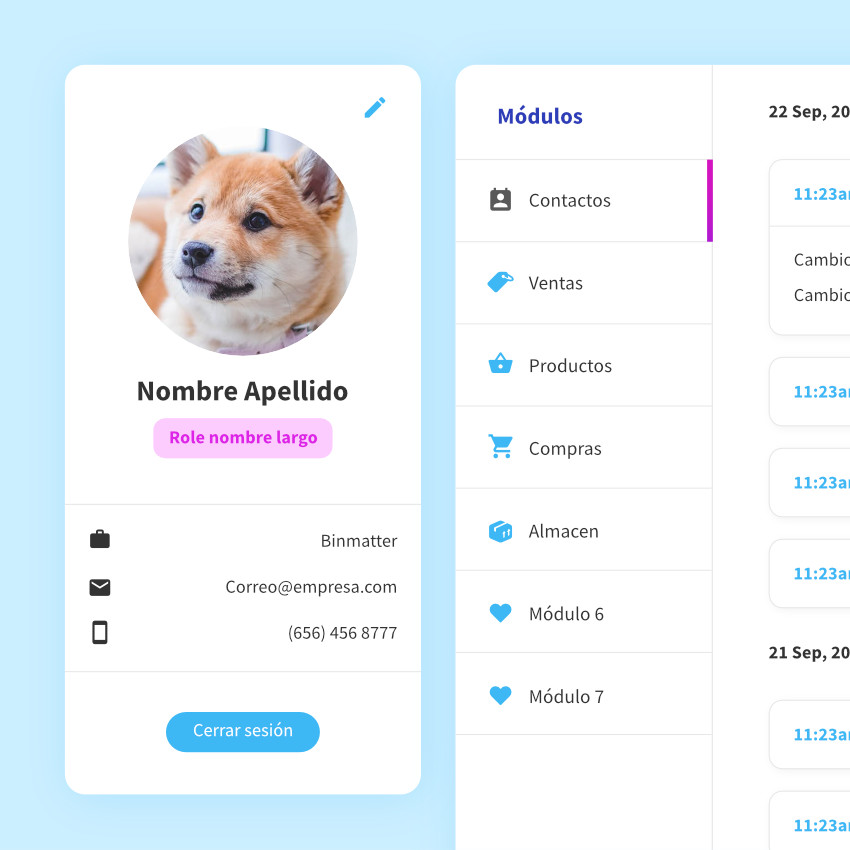 Nombre Apellido
Role nombre largo
Binmatter
Correo@empresa.com
(656) 456 8777
Cerrar sesión
Módulos
Contactos
Ventas
Productos
Compras
Almacen
Módulo 6
Módulo 7
22 Sep, 20
11:23a
Cambio
Cambio
11:23a
11:23a
11:23a
21 Sep, 20
11:23a
11:23a